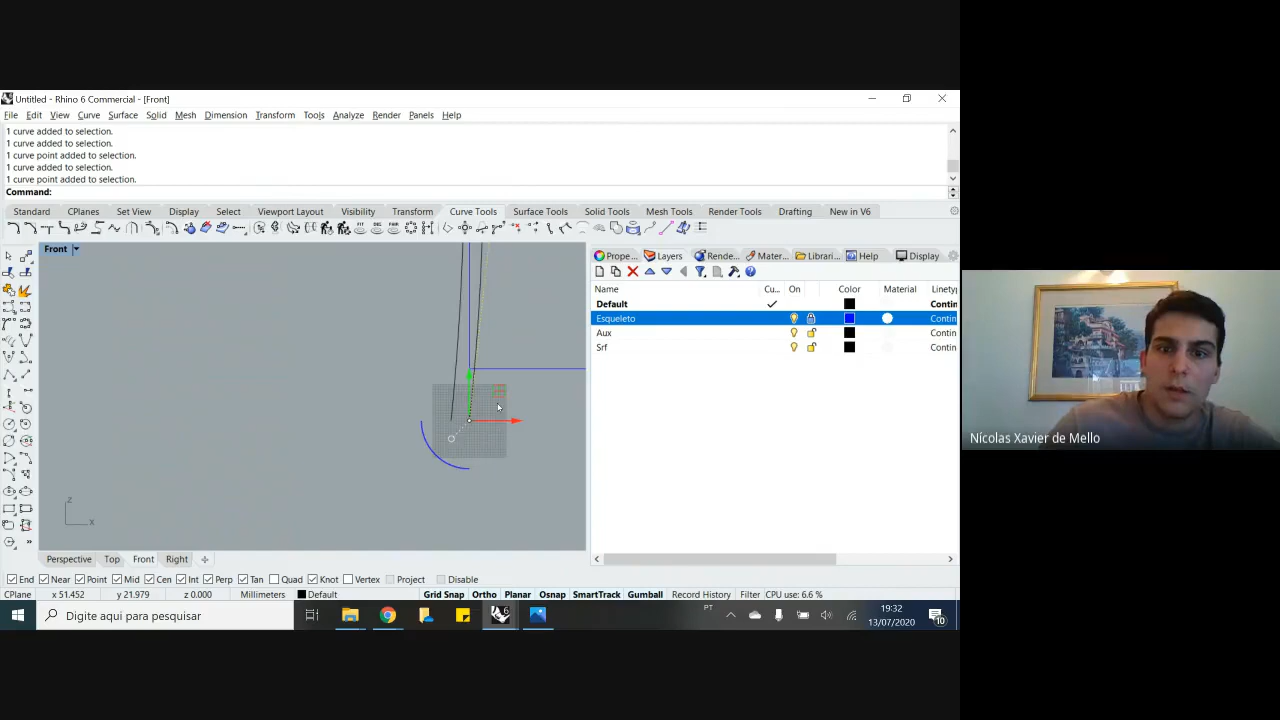 Untitled - Rhino 6 Commercial - [Front]
File Edit View Curve Surface Solid Mesh Dimension Transform Tools Analyze Render Panels Help
1 curve added to selection.
1 curve added to selection.
1 curve point added to selection.
1 curve added to selection.
1 curve point added to selection.
Command:
Standard CPlanes Set View Display Select Viewport Layout Visibility Transform Curve Tools Surface Tools Solid Tools Mesh Tools Render Tools Drafting New in V6
Front
Prope... Layers Rende... Mater... Librari... Help Display
Name Cu... On Color Material Linety
Default Contin
Esqueleto Contin
Aux Contin
Srf Contin
z
x
Nícolas Xavier de Mello
Perspective Top Front Right
End Near Point Mid Cen Int Perp Tan Quad Knot Vertex Project Disable
CPlane x 51.452 y 21.979 z 0.000 Millimeters Default Grid Snap Ortho Planar Osnap SmartTrack Gumball Record History Filter CPU use: 6.6 %
Digite aqui para pesquisar
PT
19:32
13/07/2020
10